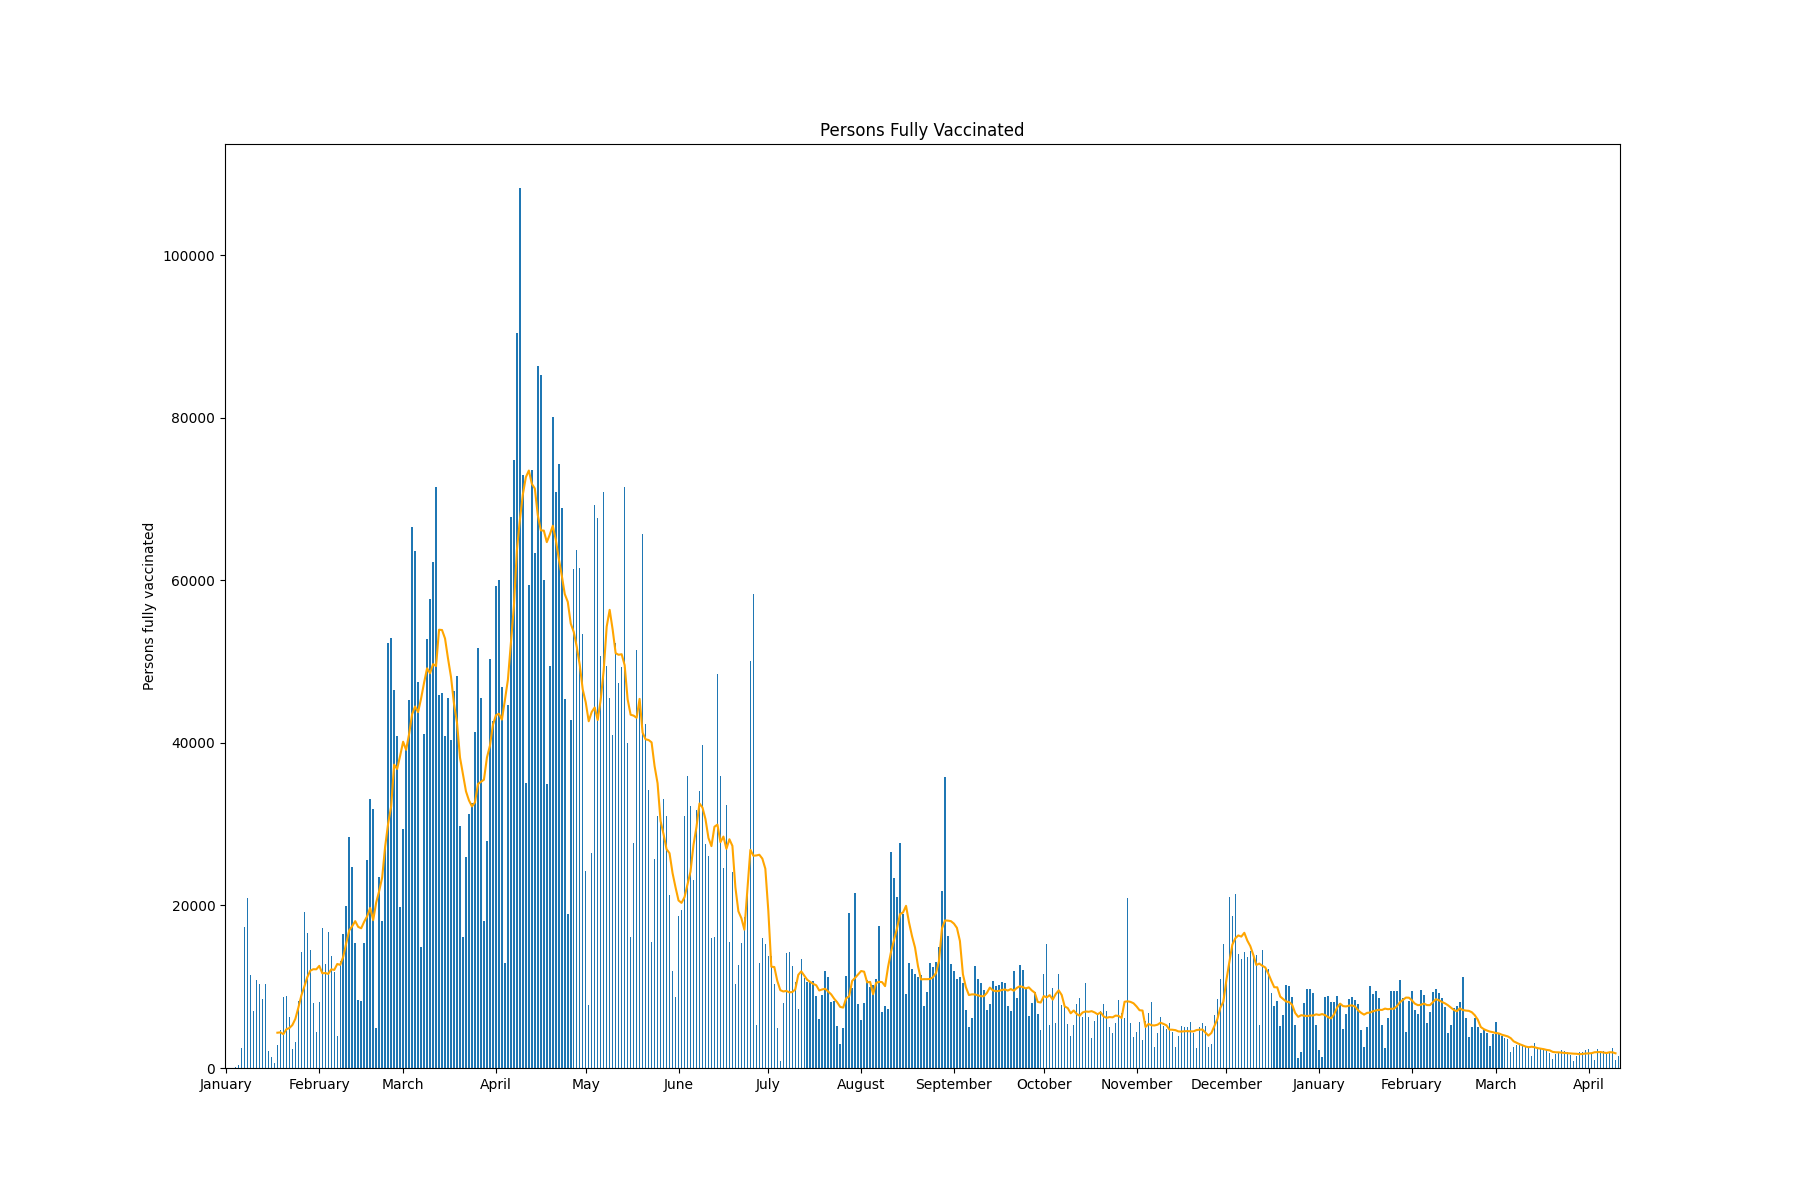 Persons Fully Vaccinated
100000
80000
60000
40000
20000
0
Persons fully vaccinated
January February March April May June July August September October November December January February March April